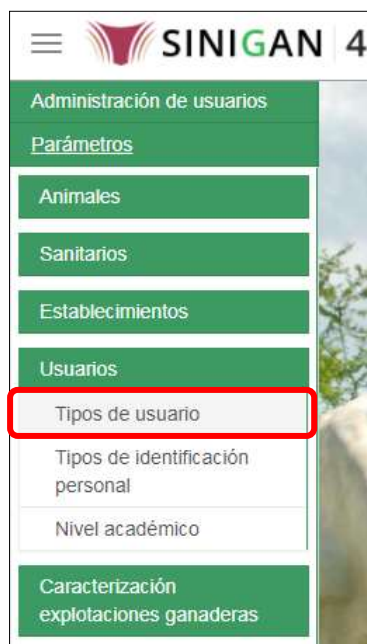 SINIGAN 4
Administración de usuarios
Parámetros
Animales
Sanitarios
Establecimientos
Usuarios
Tipos de usuario
Tipos de identificación
personal
Nivel académico
Caracterización
explotaciones ganaderas